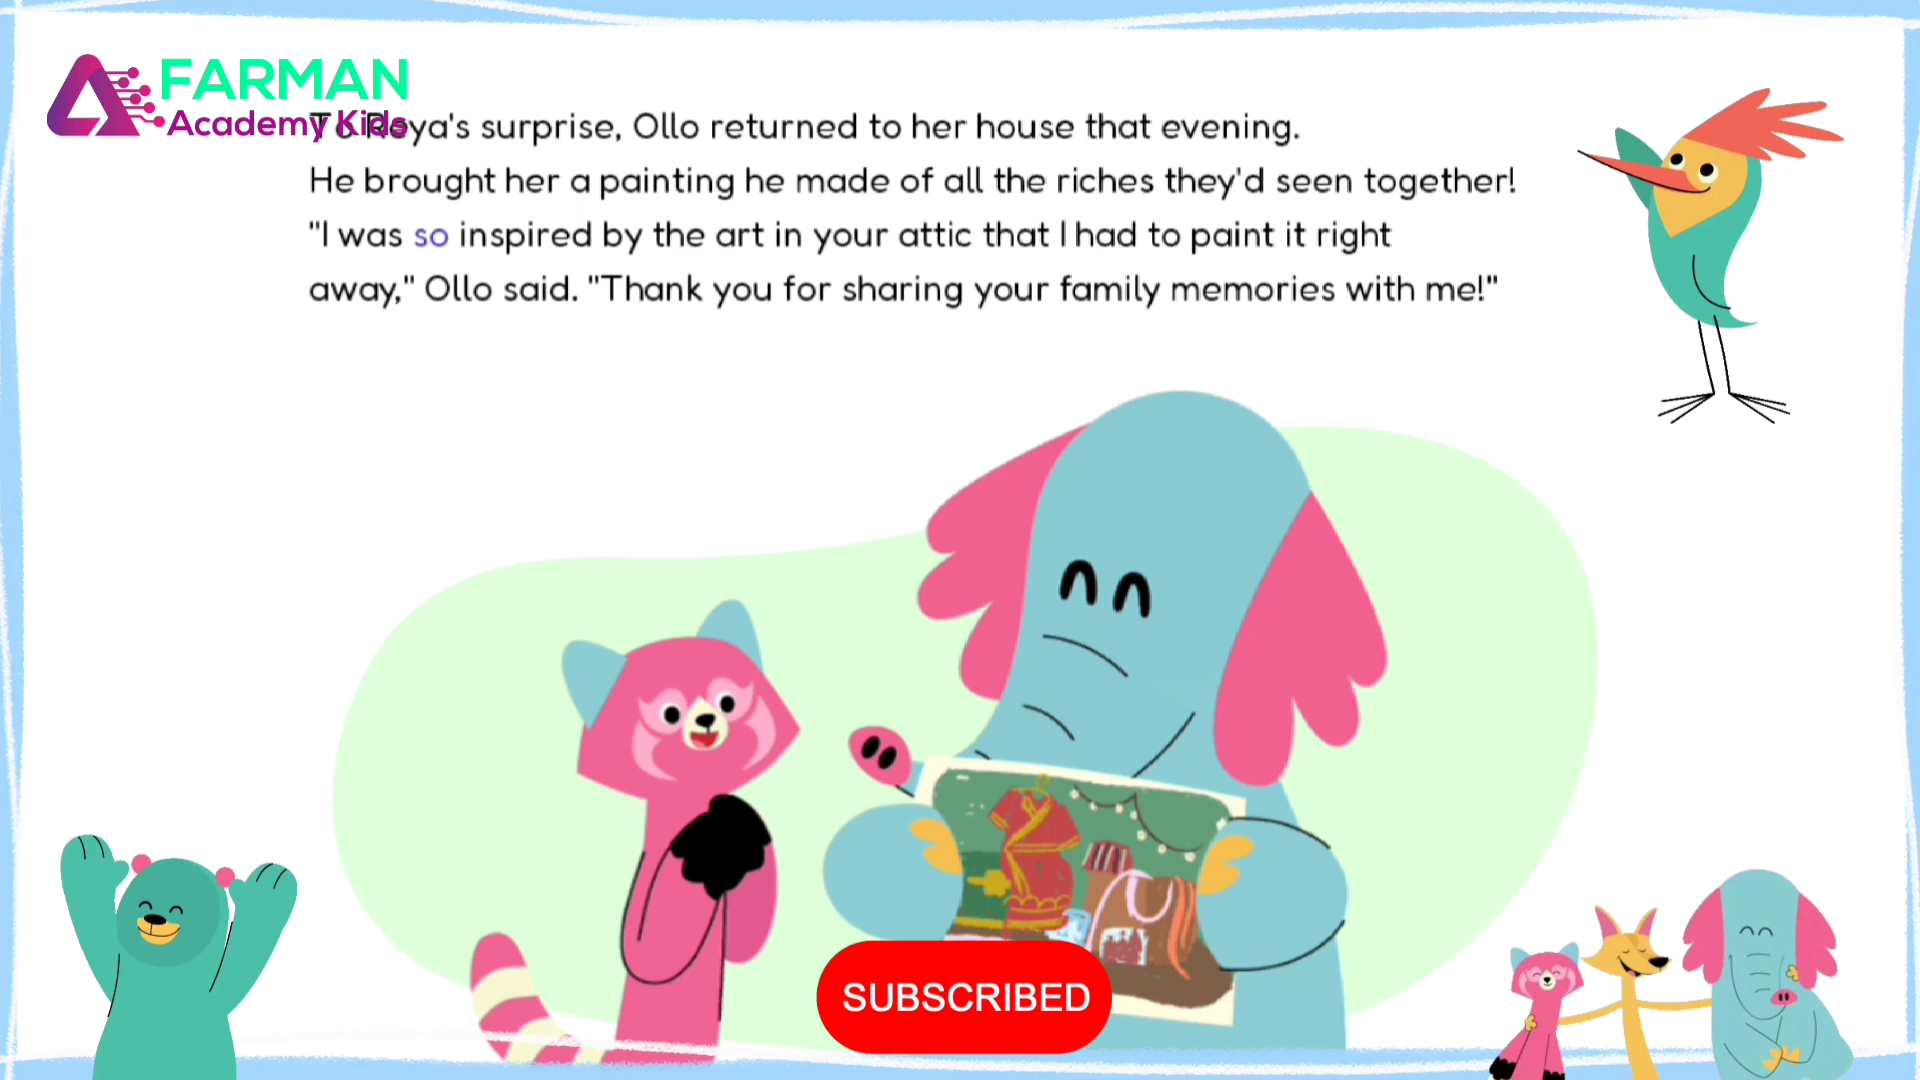 FARMAN
Academy Kids
To Roya's surprise, Ollo returned to her house that evening.
He brought her a painting he made of all the riches they'd seen together!
"I was so inspired by the art in your attic that I had to paint it right
away," Ollo said. "Thank you for sharing your family memories with me!"
SUBSCRIBED